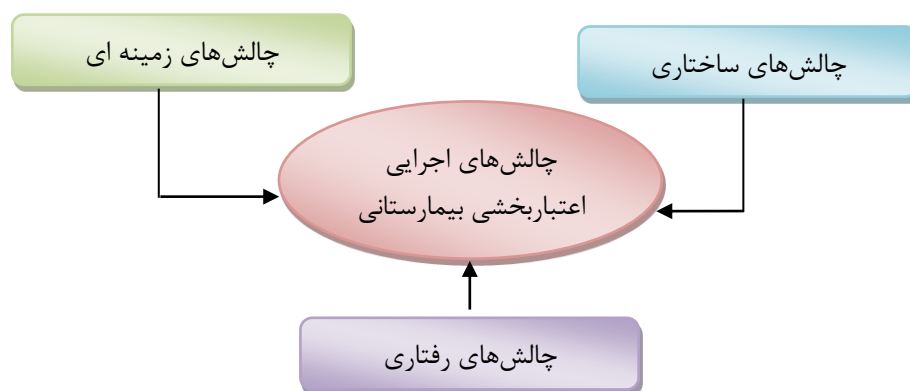 چالش‌های ساختاری
چالش‌های زمینه ای
چالش‌های اجرایی
اعتباربخشی بیمارستانی
چالش‌های رفتاری